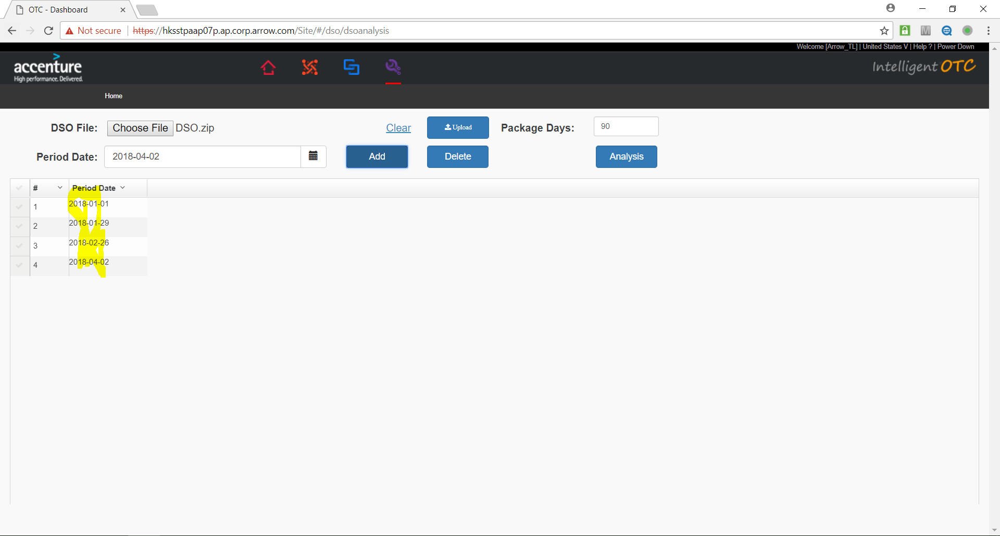 OTC - Dashboard
Not secure https://hksstpaap07p.ap.corp.arrow.com/Site/#/dso/dsoanalysis
M
Welcome [Arrow_TL] | United States V | Help ? | Power Down
accenture
High performance. Delivered.
Intelligent OTC
Home
DSO File: Choose File DSO.zip Clear Upload Package Days: 90
Period Date: 2018-04-02 Add Delete Analysis
# Period Date
1 2018-01-01
2 2018-01-29
3 2018-02-26
4 2018-04-02